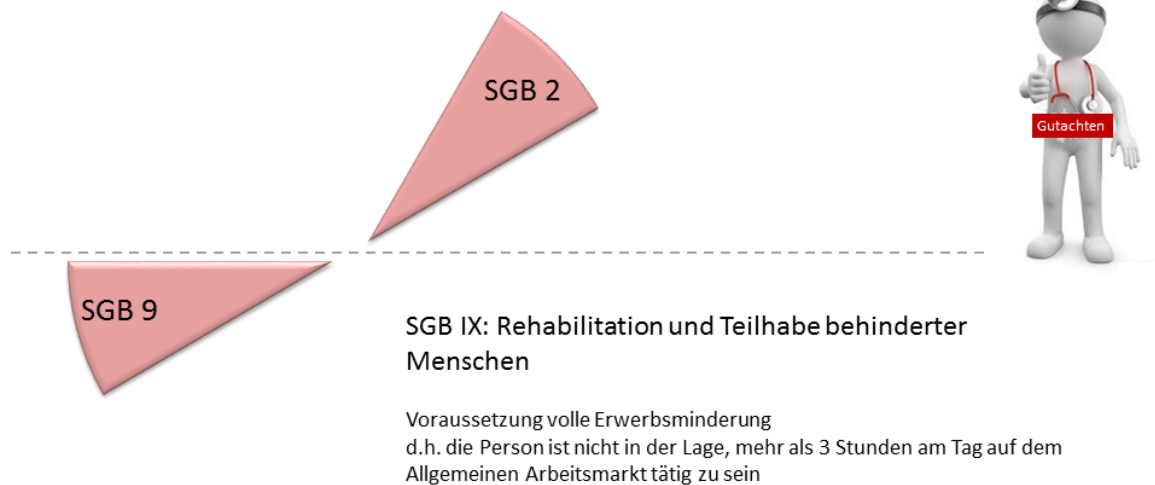 SGB 2
Gutachten
SGB 9
SGB IX: Rehabilitation und Teilhabe behinderter
Menschen
Voraussetzung volle Erwerbsminderung
d.h. die Person ist nicht in der Lage, mehr als 3 Stunden am Tag auf dem
Allgemeinen Arbeitsmarkt tätig zu sein